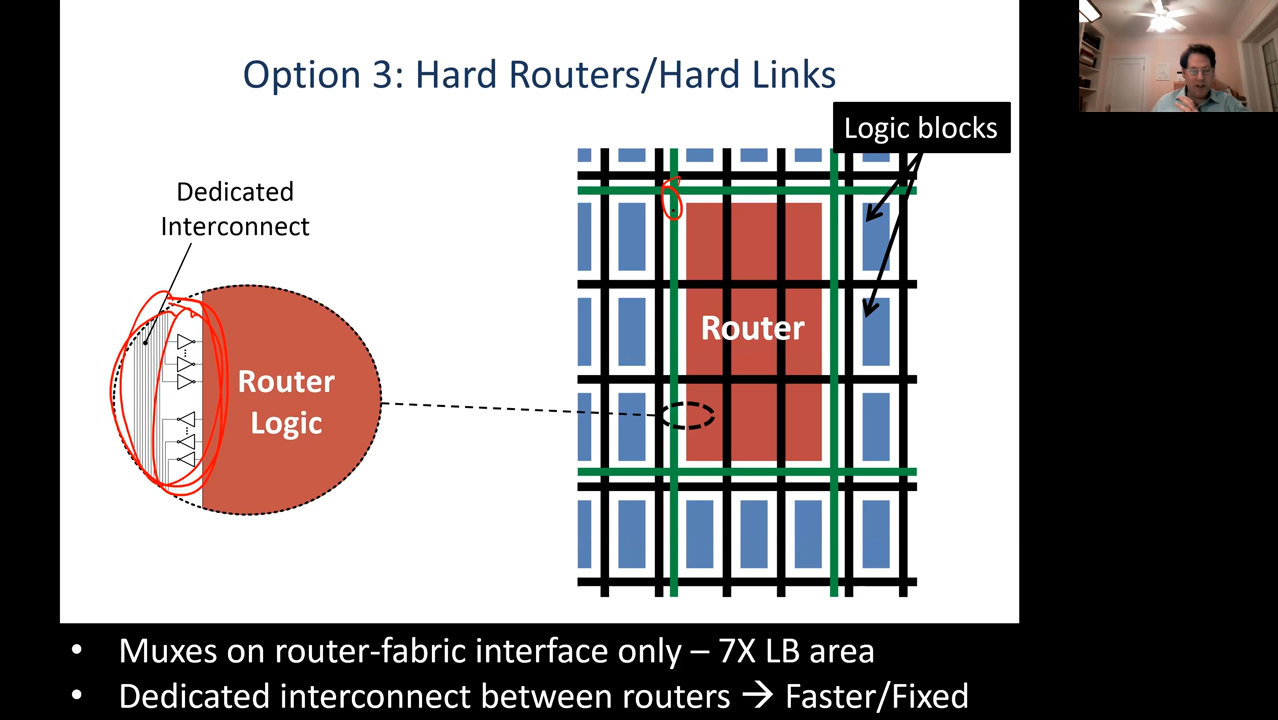 Option 3: Hard Routers/Hard Links
Logic blocks
Dedicated
Interconnect
Router
Router
Logic
• Muxes on router-fabric interface only – 7X LB area
• Dedicated interconnect between routers → Faster/Fixed